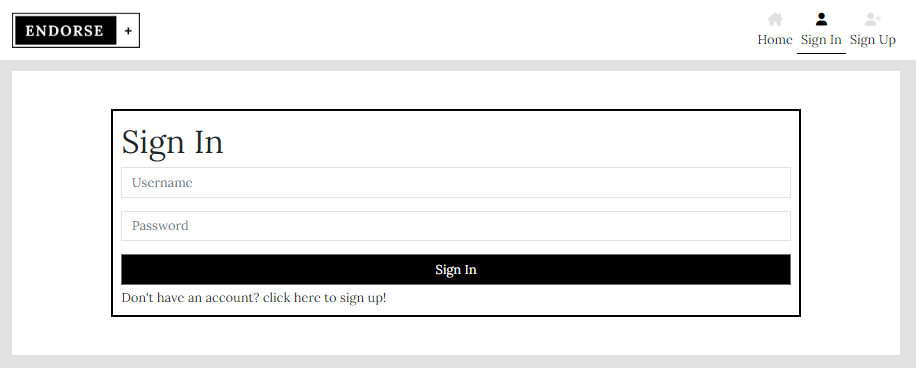 ENDORSE +
Home Sign In Sign Up
Sign In
Username
Password
Sign In
Don't have an account? click here to sign up!